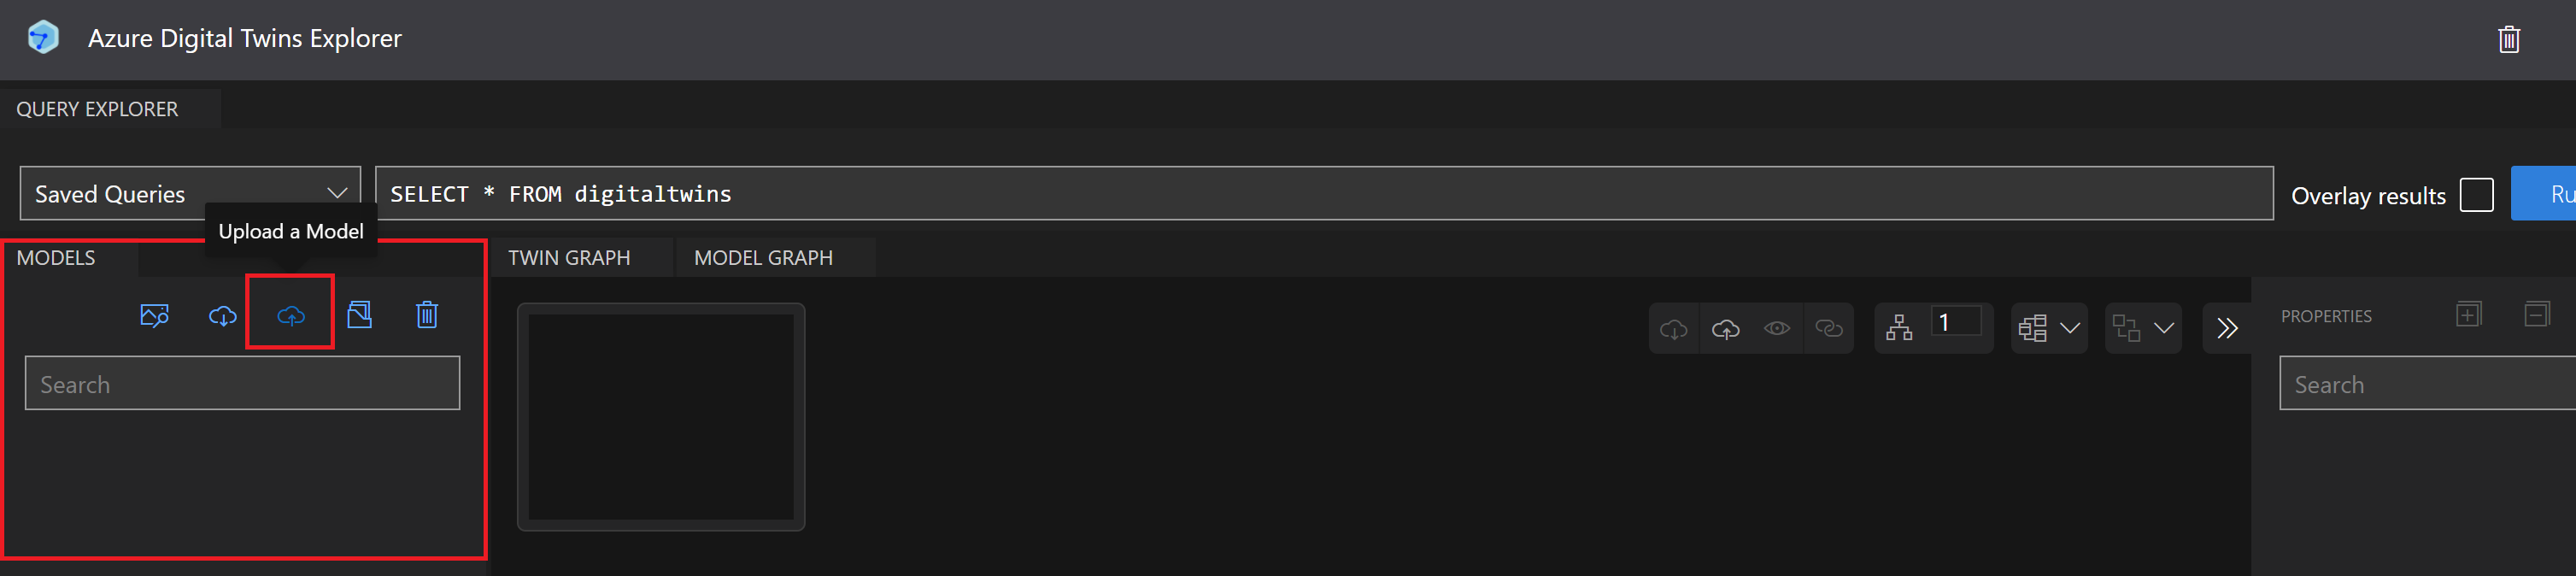 Azure Digital Twins Explorer
QUERY EXPLORER
Saved Queries
SELECT * FROM digitaltwins
Overlay results
Ru
Upload a Model
MODELS
TWIN GRAPH
MODEL GRAPH
1
PROPERTIES
Search
Search